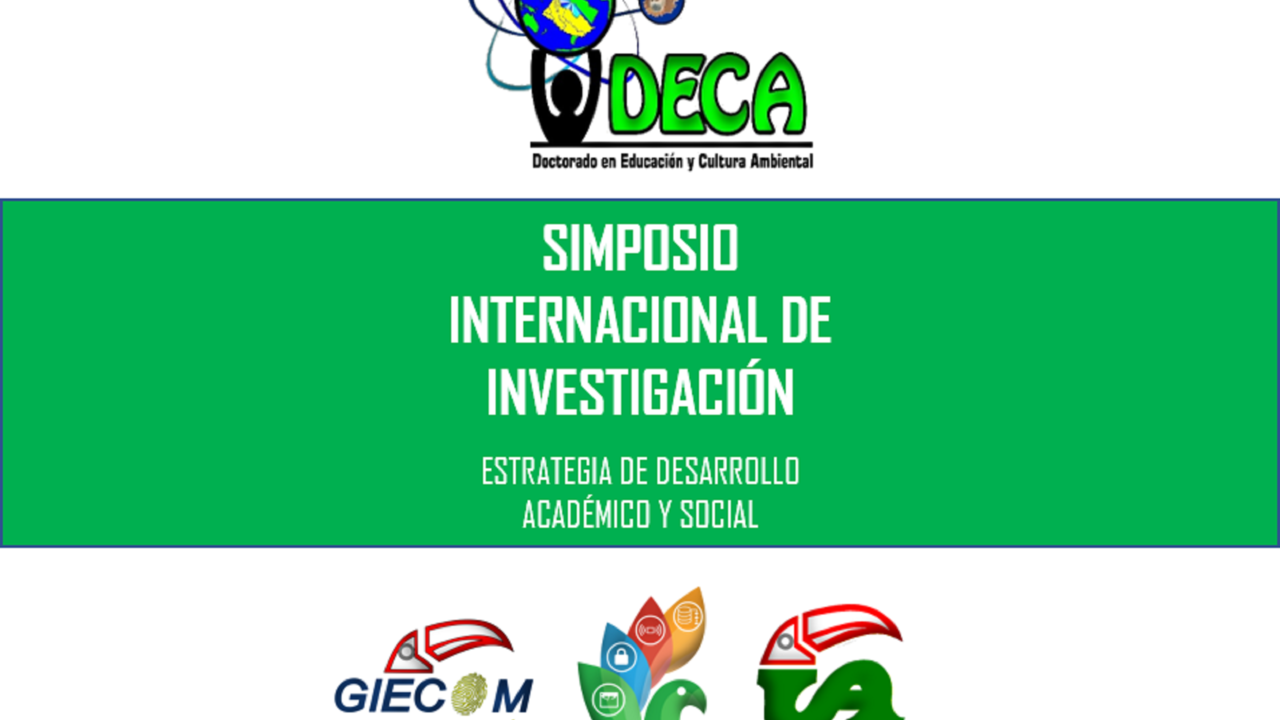 DECA
Doctorado en Educación y Cultura Ambiental
SIMPOSIO
INTERNACIONAL DE
INVESTIGACIÓN
ESTRATEGIA DE DESARROLLO
ACADÉMICO Y SOCIAL
GIECOM